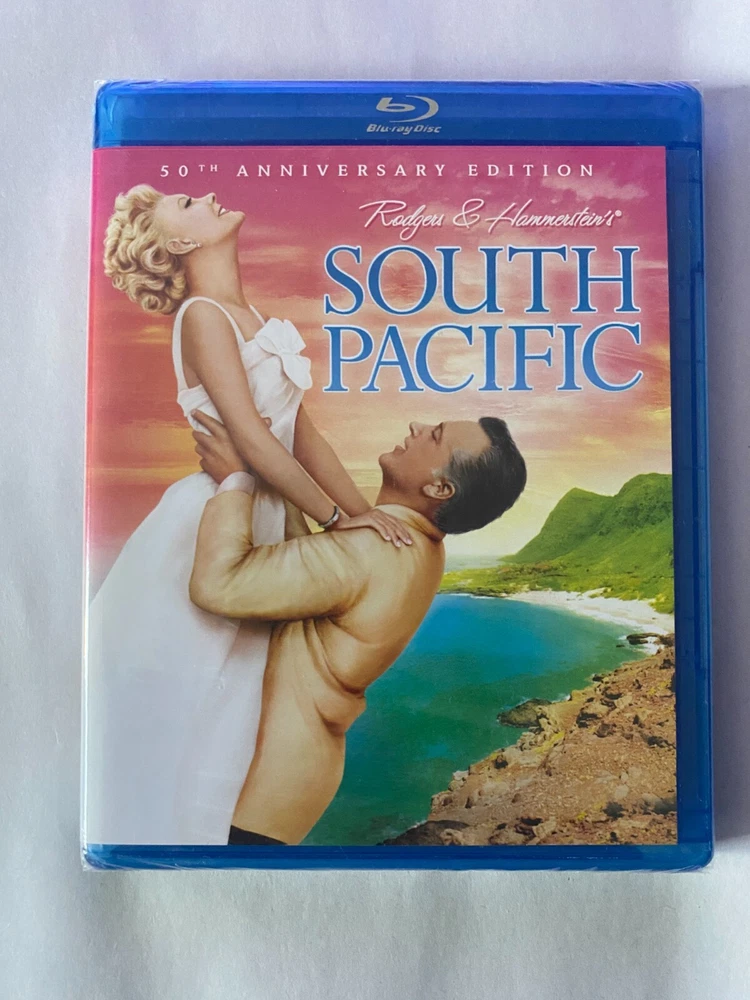 Blu-ray Disc
50TH ANNIVERSARY EDITION
Rodgers & Hammerstein's®
SOUTH
PACIFIC